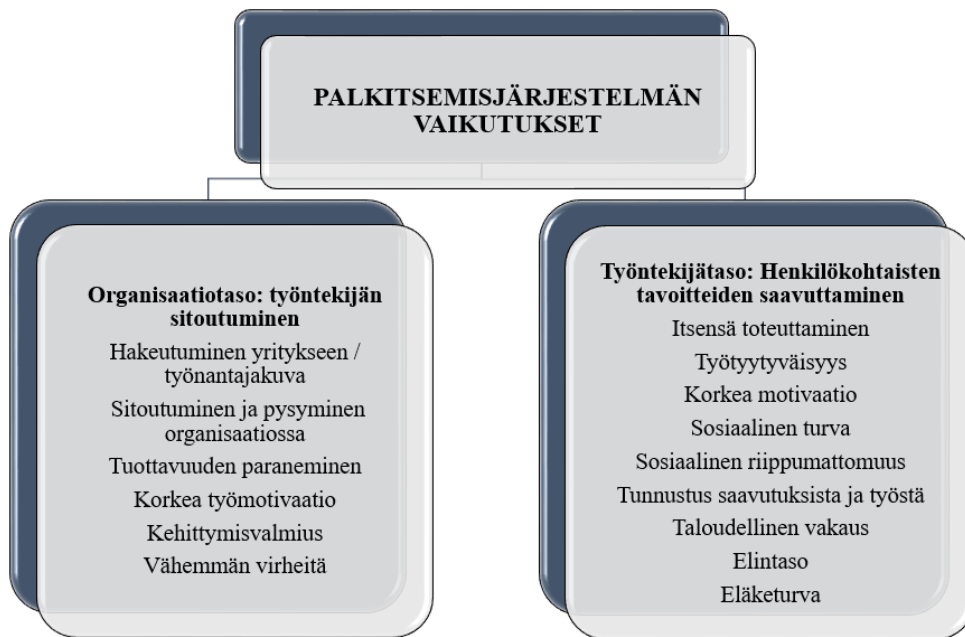 PALKITSEMISJÄRJESTELMÄN
VAIKUTUKSET
Organisaatiotaso: työntekijän
sitoutuminen
Hakeutuminen yritykseen /
työnantajakuva
Sitoutuminen ja pysyminen
organisaatiossa
Tuottavuuden paraneminen
Korkea työmotivaatio
Kehittymisvalmius
Vähemmän virheitä
Työntekijätaso: Henkilökohtaisten
tavoitteiden saavuttaminen
Itsensä toteuttaminen
Työtyytyväisyys
Korkea motivaatio
Sosiaalinen turva
Sosiaalinen riippumattomuus
Tunnustus saavutuksista ja työstä
Taloudellinen vakaus
Elintaso
Eläketurva